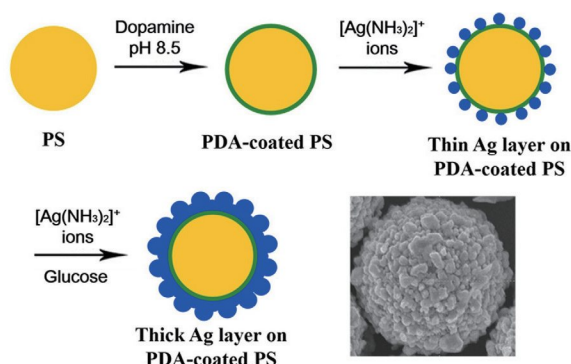 Dopamine
pH 8.5
[Ag(NH₃)₂]⁺
ions
PS
PDA-coated PS
Thin Ag layer on
PDA-coated PS
[Ag(NH₃)₂]⁺
ions
Glucose
Thick Ag layer on
PDA-coated PS